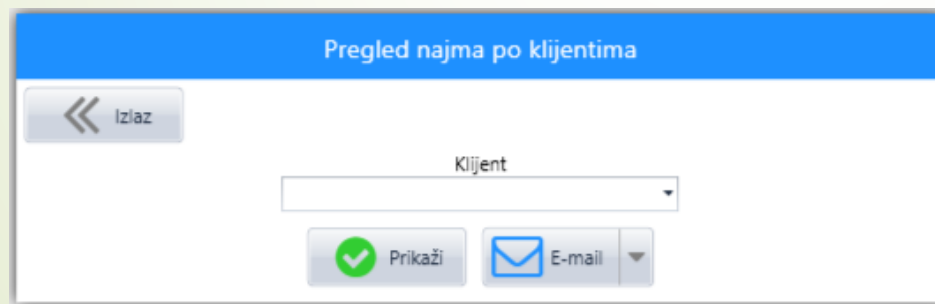 Pregled najma po klijentima
Izlaz
Klijent
Prikaži
E-mail